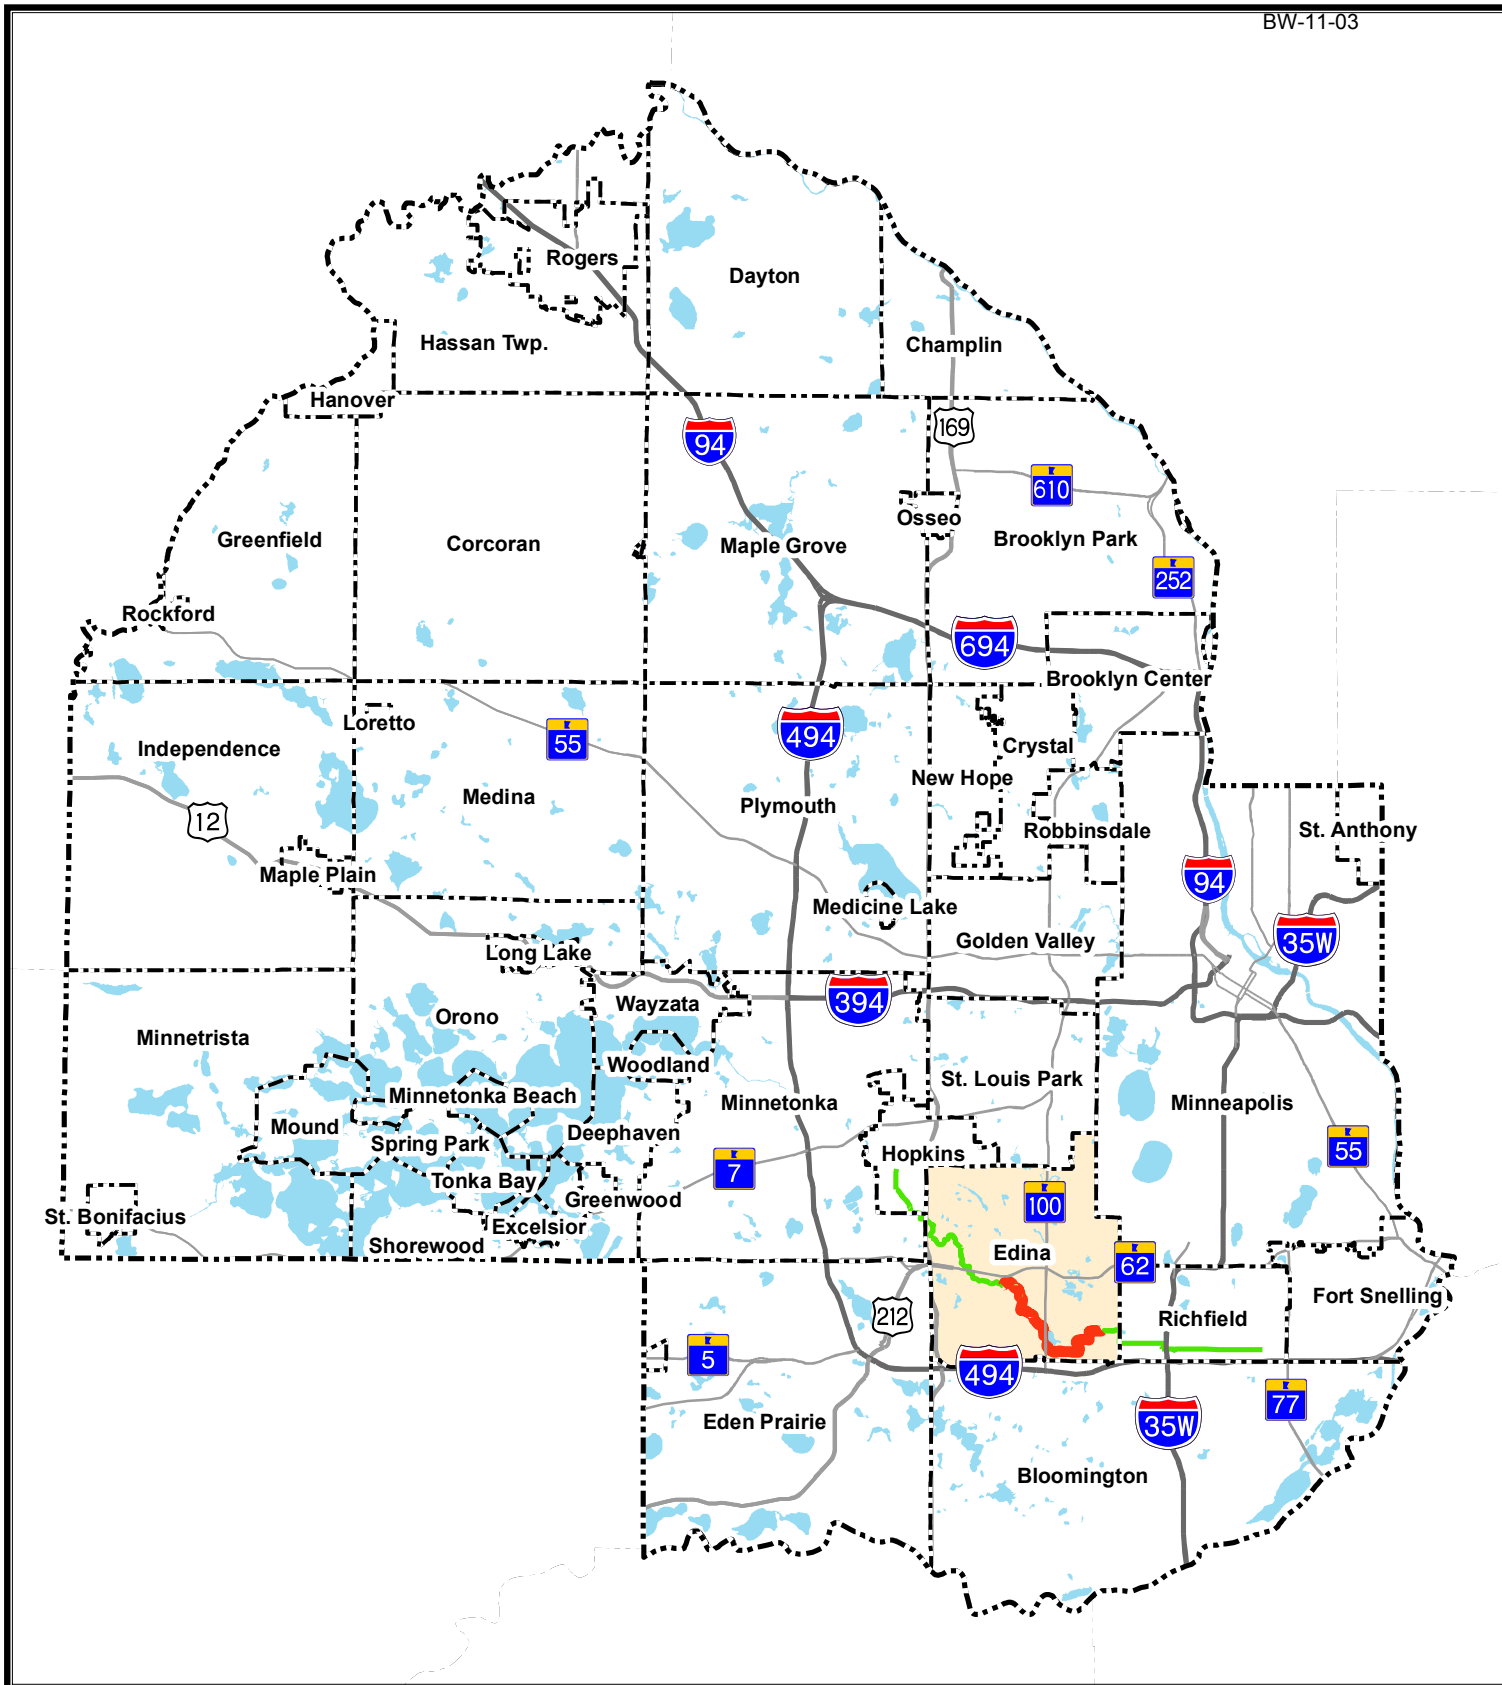 BW-11-03
Rogers
Dayton
Hassan Twp.
Champlin
Hanover
94
169
610
Osseo
Greenfield
Corcoran
Maple Grove
Brooklyn Park
252
Rockford
694
Brooklyn Center
Loretto
Independence
55
494
Crystal
New Hope
Medina
Plymouth
12
Robbinsdale
St. Anthony
Maple Plain
94
Medicine Lake
Golden Valley
35W
Long Lake
394
Wayzata
Orono
Minnetrista
Woodland
St. Louis Park
Minnetonka Beach
Minnetonka
Minneapolis
Mound
Spring Park
Deephaven
Hopkins
55
7
Tonka Bay
Greenwood
100
St. Bonifacius
Excelsior
Shorewood
Edina
62
Fort Snelling
212
Richfield
5
494
77
Eden Prairie
35W
Bloomington